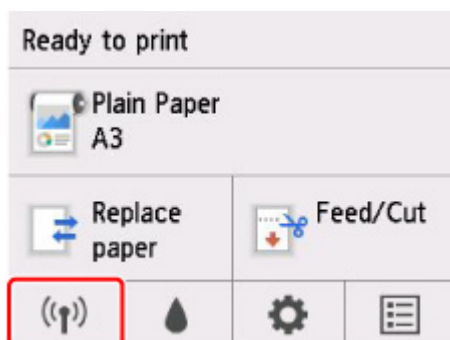 Ready to print
Plain Paper
A3
Replace
paper
Feed/Cut